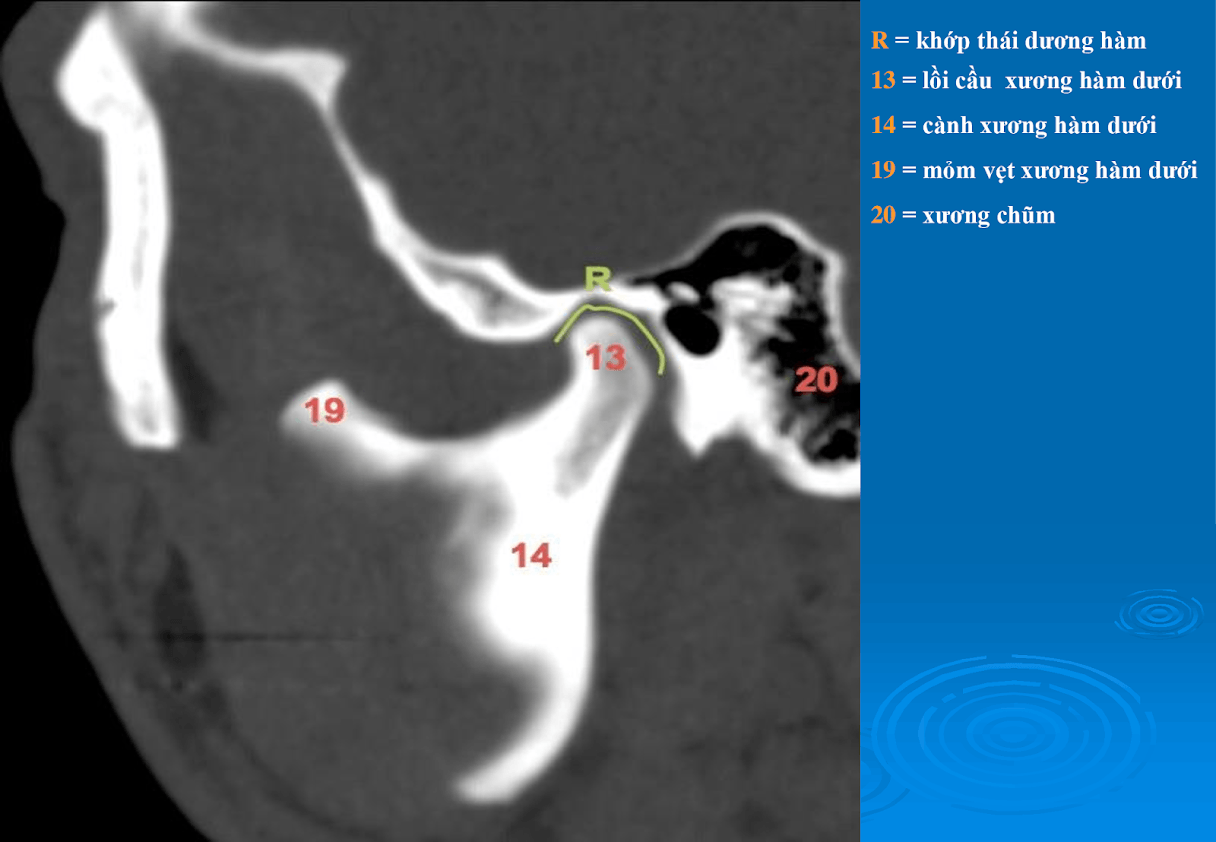 R = khớp thái dương hàm
13 = lồi cầu xương hàm dưới
14 = cành xương hàm dưới
19 = mỏm vẹt xương hàm dưới
20 = xương chũm
R
13
20
19
14